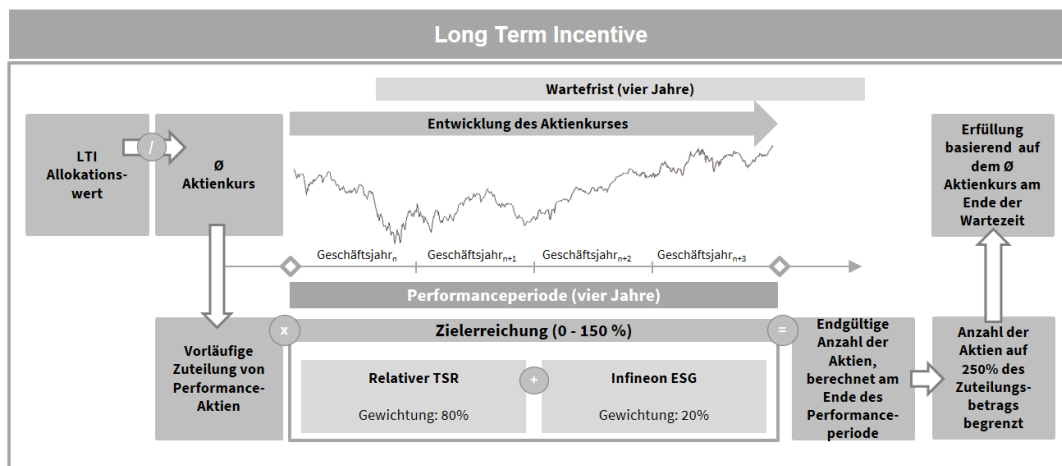 Long Term Incentive
Wartefrist (vier Jahre)
Entwicklung des Aktienkurses
LTI
Allokations-
wert
/
Ø
Aktienkurs
Erfüllung
basierend auf
dem Ø
Aktienkurs am
Ende der
Wartezeit
Geschäftsjahrn
Geschäftsjahrn+1
Geschäftsjahrn+2
Geschäftsjahrn+3
Performanceperiode (vier Jahre)
Vorläufige
Zuteilung von
Performance-
Aktien
x
Zielerreichung (0 - 150 %)
Relativer TSR
Gewichtung: 80%
+
Infineon ESG
Gewichtung: 20%
=
Endgültige
Anzahl der
Aktien,
berechnet am
Ende des
Performance-
periode
Anzahl der
Aktien auf
250% des
Zuteilungs-
betrags
begrenzt